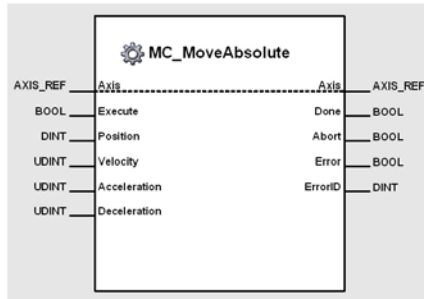 MC_MoveAbsolute
AXIS_REF Axis Axis AXIS_REF
BOOL Execute Done BOOL
DINT Position Abort BOOL
UDINT Velocity Error BOOL
UDINT Acceleration ErrorID DINT
UDINT Deceleration